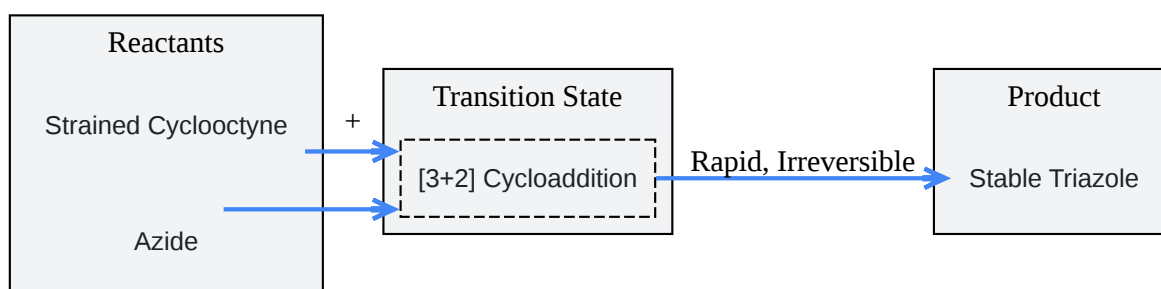 Reactants
Strained Cyclooctyne
Azide
+
Transition State
[3+2] Cycloaddition
Rapid, Irreversible
Product
Stable Triazole